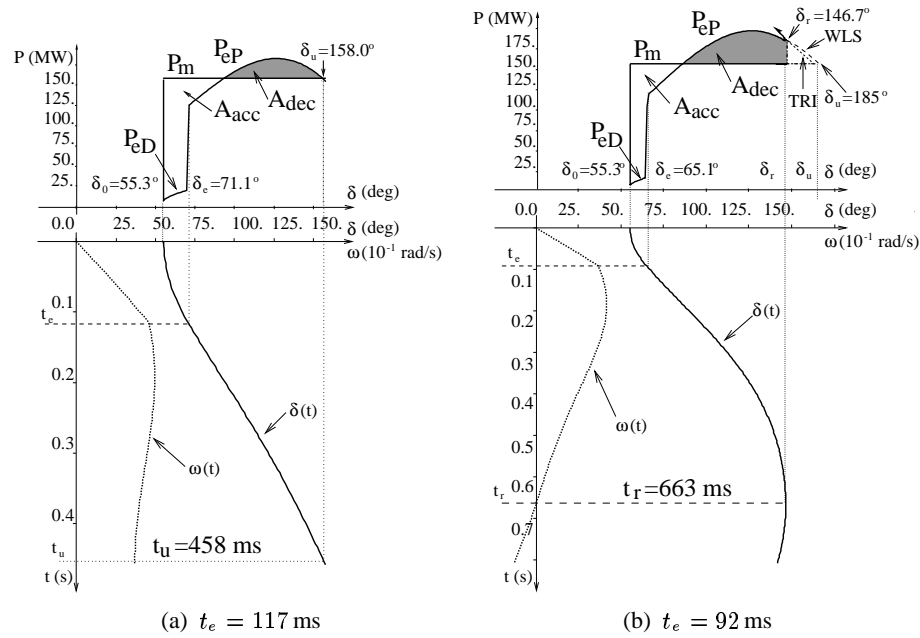 P (MW)
175.
150.
125.
100.
75.
50.
25.
P_m
P_eP
δ_u=158.0°
A_acc
A_dec
P_eD
δ_0=55.3°
δ_e=71.1°
δ (deg)
0.0 25. 50. 75. 100. 125. 150.
δ (deg)
ω (10^-1 rad/s)
t_e
0.1
0.2
0.3
0.4
δ(t)
ω(t)
t_u=458 ms
t_u
t (s)
(a) t_e = 117 ms
P (MW)
175.
150.
125.
100.
75.
50.
25.
P_m
P_eP
δ_r=146.7°
WLS
A_acc
A_dec
TRI
δ_u=185°
P_eD
δ_0=55.3°
δ_e=65.1°
δ_r
δ_u
δ (deg)
0.0 25. 50. 75. 100. 125. 150.
δ (deg)
ω (10^-1 rad/s)
t_e
0.1
0.2
0.3
0.4
0.5
0.6
0.7
δ(t)
ω(t)
t_r=663 ms
t_r
t (s)
(b) t_e = 92 ms